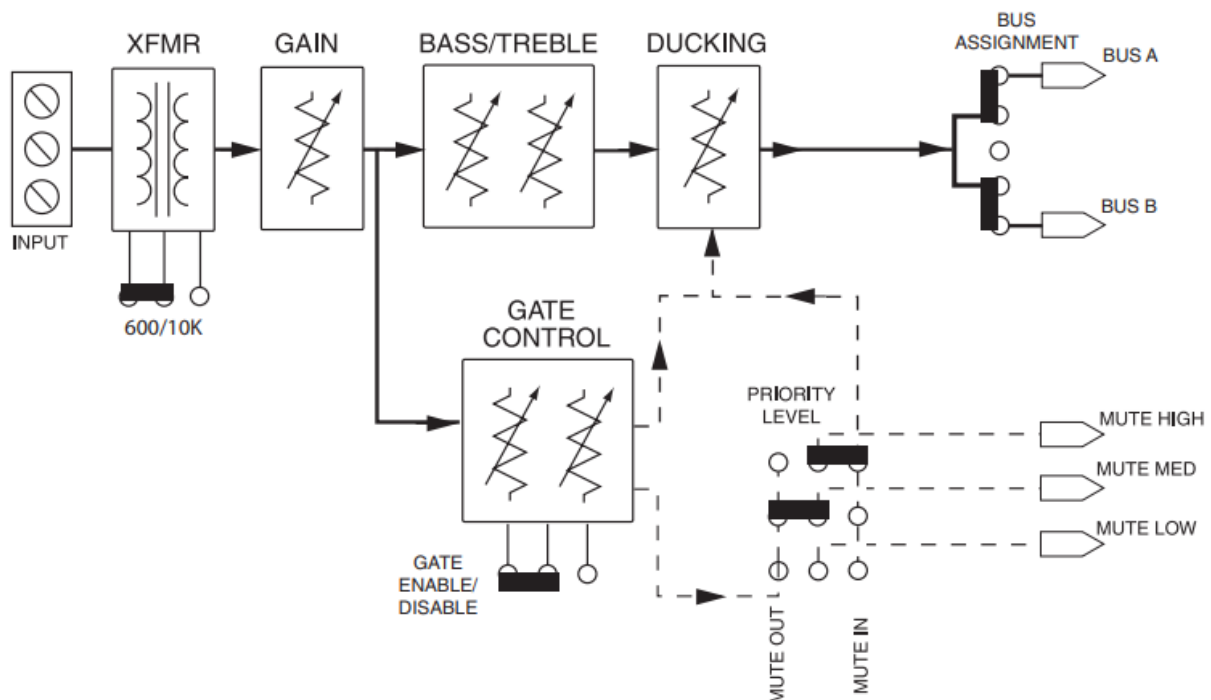 XFMR
GAIN
BASS/TREBLE
DUCKING
BUS
ASSIGNMENT
BUS A
BUS B
INPUT
600/10K
GATE
CONTROL
PRIORITY
LEVEL
MUTE HIGH
MUTE MED
MUTE LOW
GATE
ENABLE/
DISABLE
MUTE OUT
MUTE IN